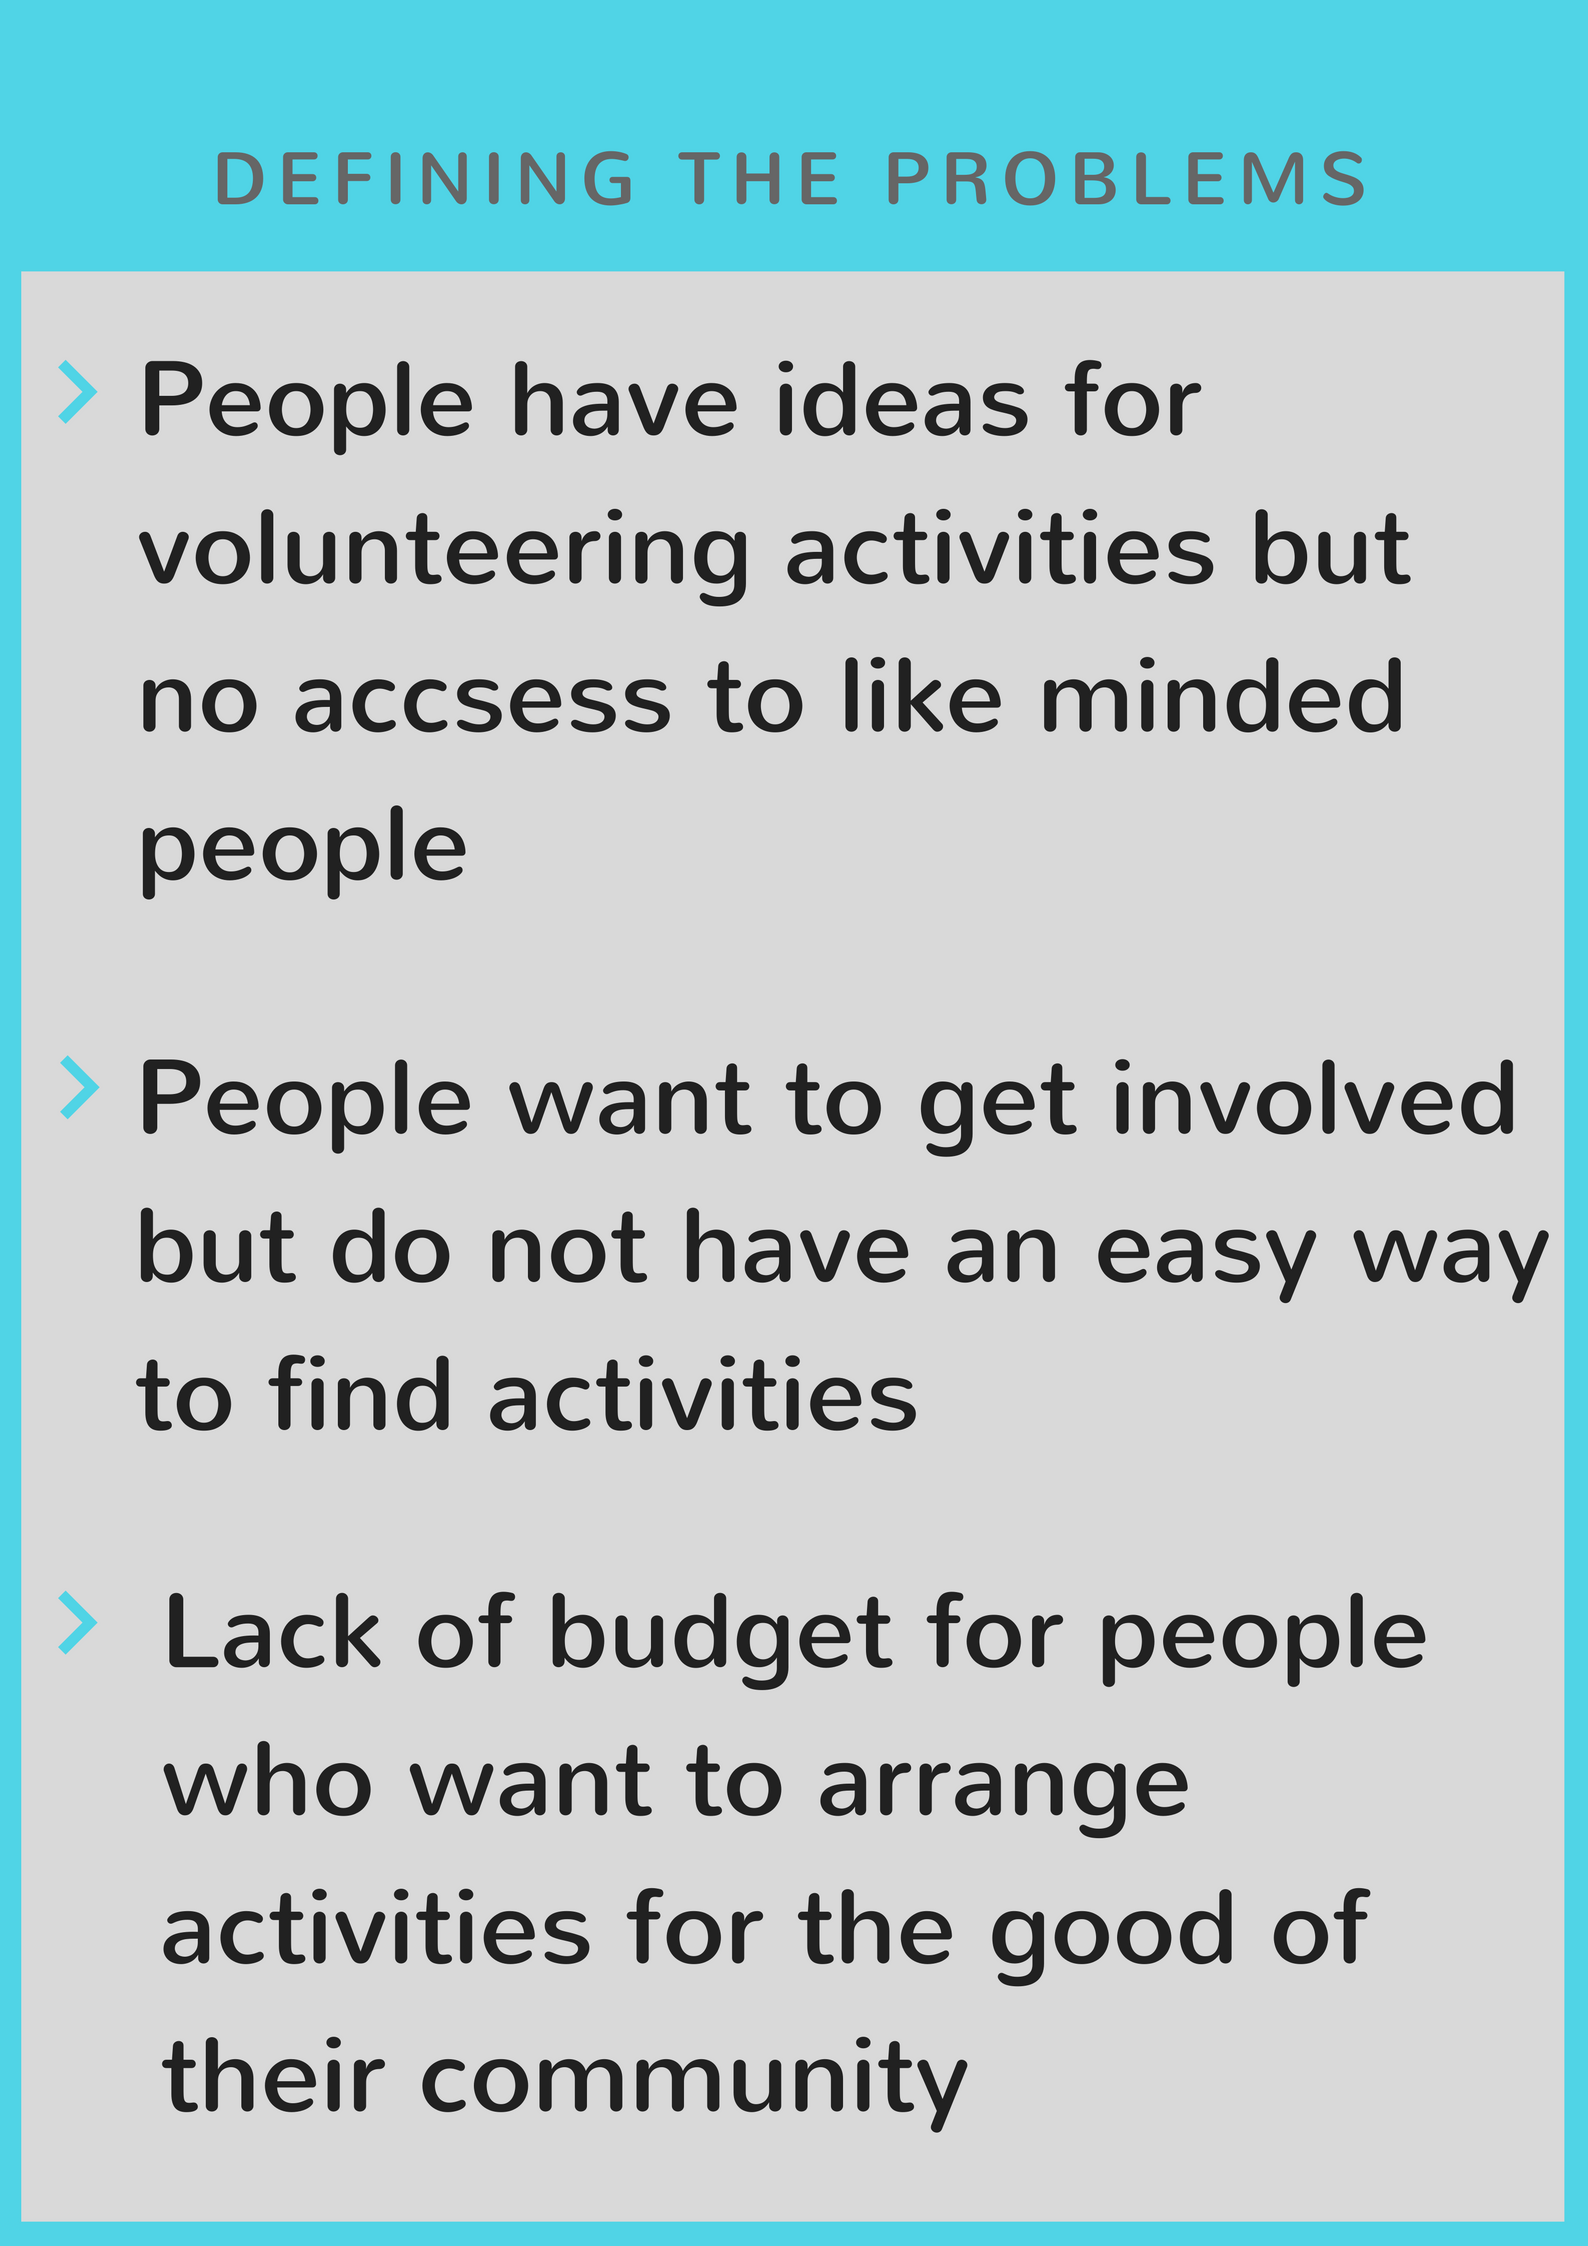 DEFINING THE PROBLEMS
People have ideas for
volunteering activities but
no accsess to like minded
people
People want to get involved
but do not have an easy way
to find activities
Lack of budget for people
who want to arrange
activities for the good of
their community